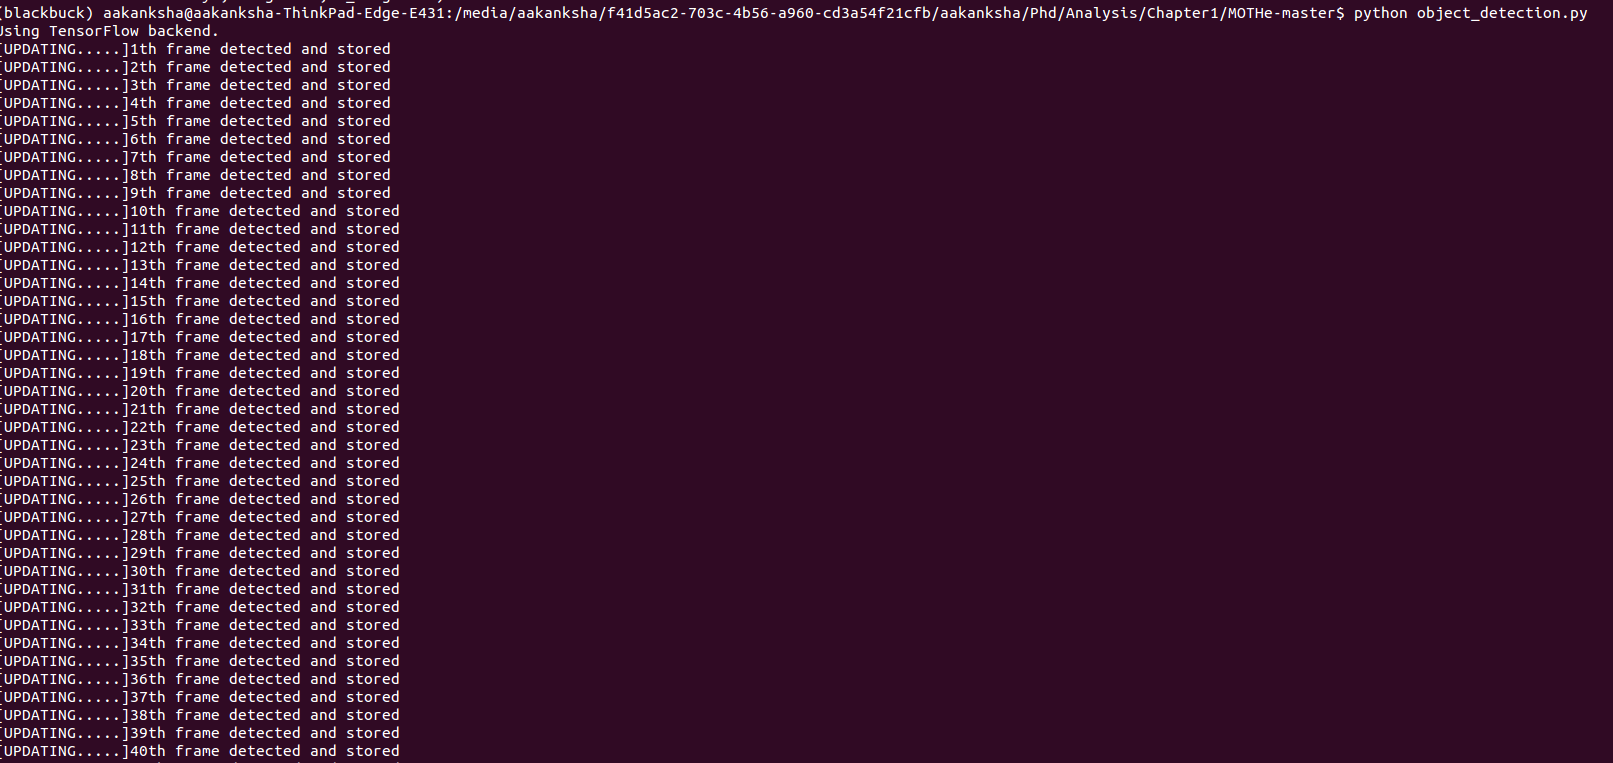 (blackbuck) aakanksha@aakanksha-ThinkPad-Edge-E431:/media/aakanksha/f41d5ac2-703c-4b56-a960-cd3a54f21cfb/aakanksha/Phd/Analysis/Chapter1/MOTHe-master$ python object_detection.py
Using TensorFlow backend.
[UPDATING.....]1th frame detected and stored
[UPDATING.....]2th frame detected and stored
[UPDATING.....]3th frame detected and stored
[UPDATING.....]4th frame detected and stored
[UPDATING.....]5th frame detected and stored
[UPDATING.....]6th frame detected and stored
[UPDATING.....]7th frame detected and stored
[UPDATING.....]8th frame detected and stored
[UPDATING.....]9th frame detected and stored
[UPDATING.....]10th frame detected and stored
[UPDATING.....]11th frame detected and stored
[UPDATING.....]12th frame detected and stored
[UPDATING.....]13th frame detected and stored
[UPDATING.....]14th frame detected and stored
[UPDATING.....]15th frame detected and stored
[UPDATING.....]16th frame detected and stored
[UPDATING.....]17th frame detected and stored
[UPDATING.....]18th frame detected and stored
[UPDATING.....]19th frame detected and stored
[UPDATING.....]20th frame detected and stored
[UPDATING.....]21th frame detected and stored
[UPDATING.....]22th frame detected and stored
[UPDATING.....]23th frame detected and stored
[UPDATING.....]24th frame detected and stored
[UPDATING.....]25th frame detected and stored
[UPDATING.....]26th frame detected and stored
[UPDATING.....]27th frame detected and stored
[UPDATING.....]28th frame detected and stored
[UPDATING.....]29th frame detected and stored
[UPDATING.....]30th frame detected and stored
[UPDATING.....]31th frame detected and stored
[UPDATING.....]32th frame detected and stored
[UPDATING.....]33th frame detected and stored
[UPDATING.....]34th frame detected and stored
[UPDATING.....]35th frame detected and stored
[UPDATING.....]36th frame detected and stored
[UPDATING.....]37th frame detected and stored
[UPDATING.....]38th frame detected and stored
[UPDATING.....]39th frame detected and stored
[UPDATING.....]40th frame detected and stored